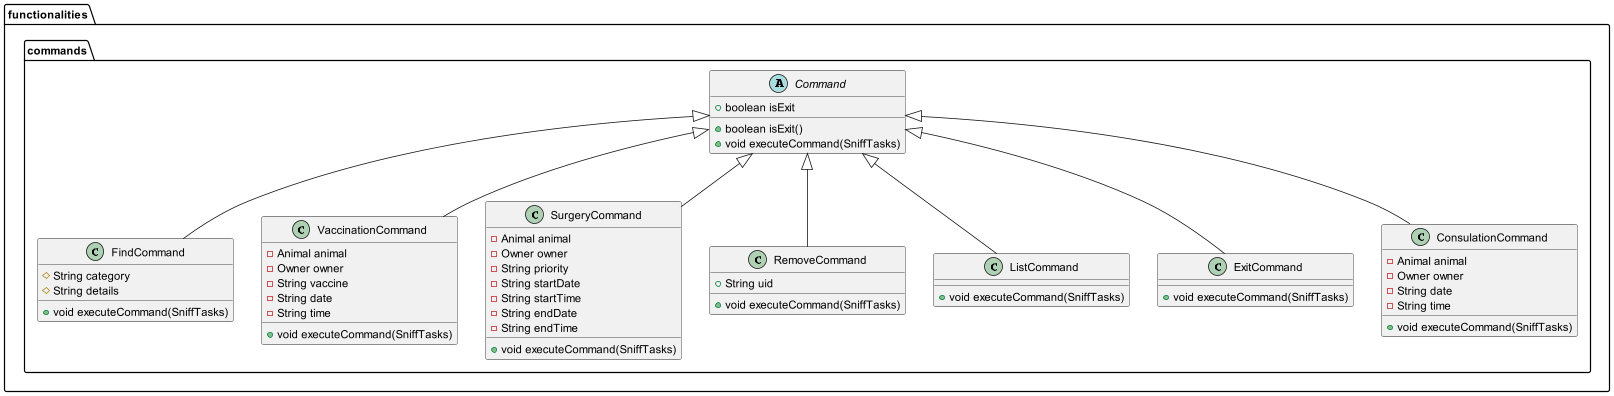 functionalities
commands
A Command
boolean isExit
boolean isExit()
void executeCommand(SniffTasks)
C FindCommand
String category
String details
void executeCommand(SniffTasks)
C VaccinationCommand
Animal animal
Owner owner
String vaccine
String date
String time
void executeCommand(SniffTasks)
C SurgeryCommand
Animal animal
Owner owner
String priority
String startDate
String startTime
String endDate
String endTime
void executeCommand(SniffTasks)
C RemoveCommand
String uid
void executeCommand(SniffTasks)
C ListCommand
void executeCommand(SniffTasks)
C ExitCommand
void executeCommand(SniffTasks)
C ConsulationCommand
Animal animal
Owner owner
String date
String time
void executeCommand(SniffTasks)